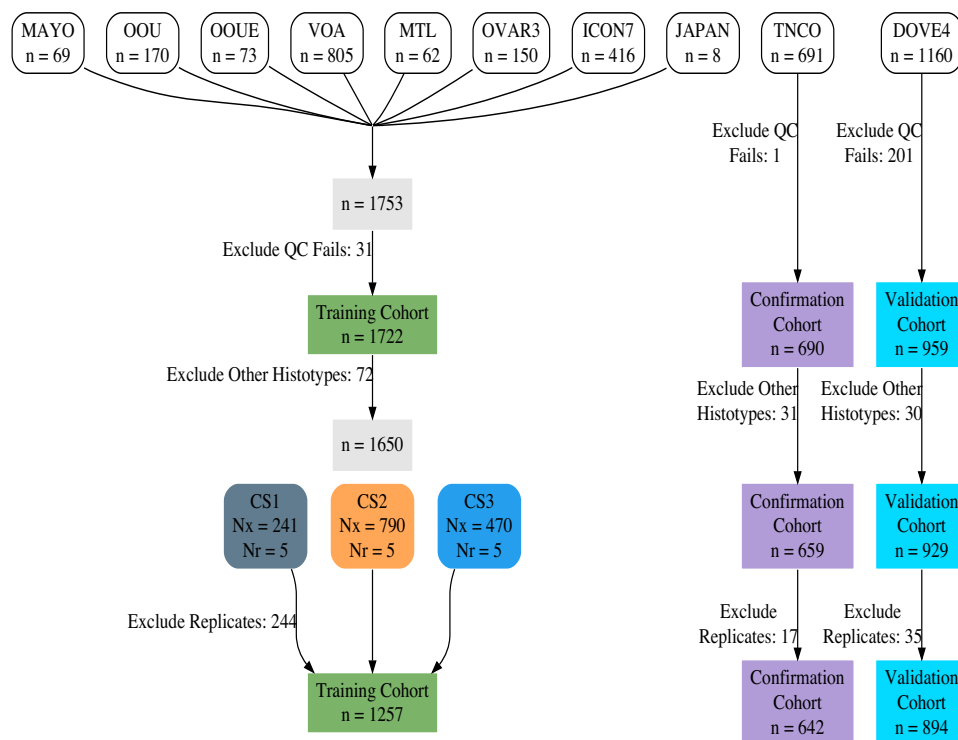 MAYO
n = 69
OOU
n = 170
OOUE
n = 73
VOA
n = 805
MTL
n = 62
OVAR3
n = 150
ICON7
n = 416
JAPAN
n = 8
TNCO
n = 691
DOVE4
n = 1160
Exclude QC
Fails: 1
Exclude QC
Fails: 201
n = 1753
Exclude QC Fails: 31
Training Cohort
n = 1722
Confirmation
Cohort
n = 690
Validation
Cohort
n = 959
Exclude Other Histotypes: 72
Exclude Other
Histotypes: 31
Exclude Other
Histotypes: 30
n = 1650
CS1
Nx = 241
Nr = 5
CS2
Nx = 790
Nr = 5
CS3
Nx = 470
Nr = 5
Confirmation
Cohort
n = 659
Validation
Cohort
n = 929
Exclude Replicates: 244
Exclude
Replicates: 17
Exclude
Replicates: 35
Training Cohort
n = 1257
Confirmation
Cohort
n = 642
Validation
Cohort
n = 894